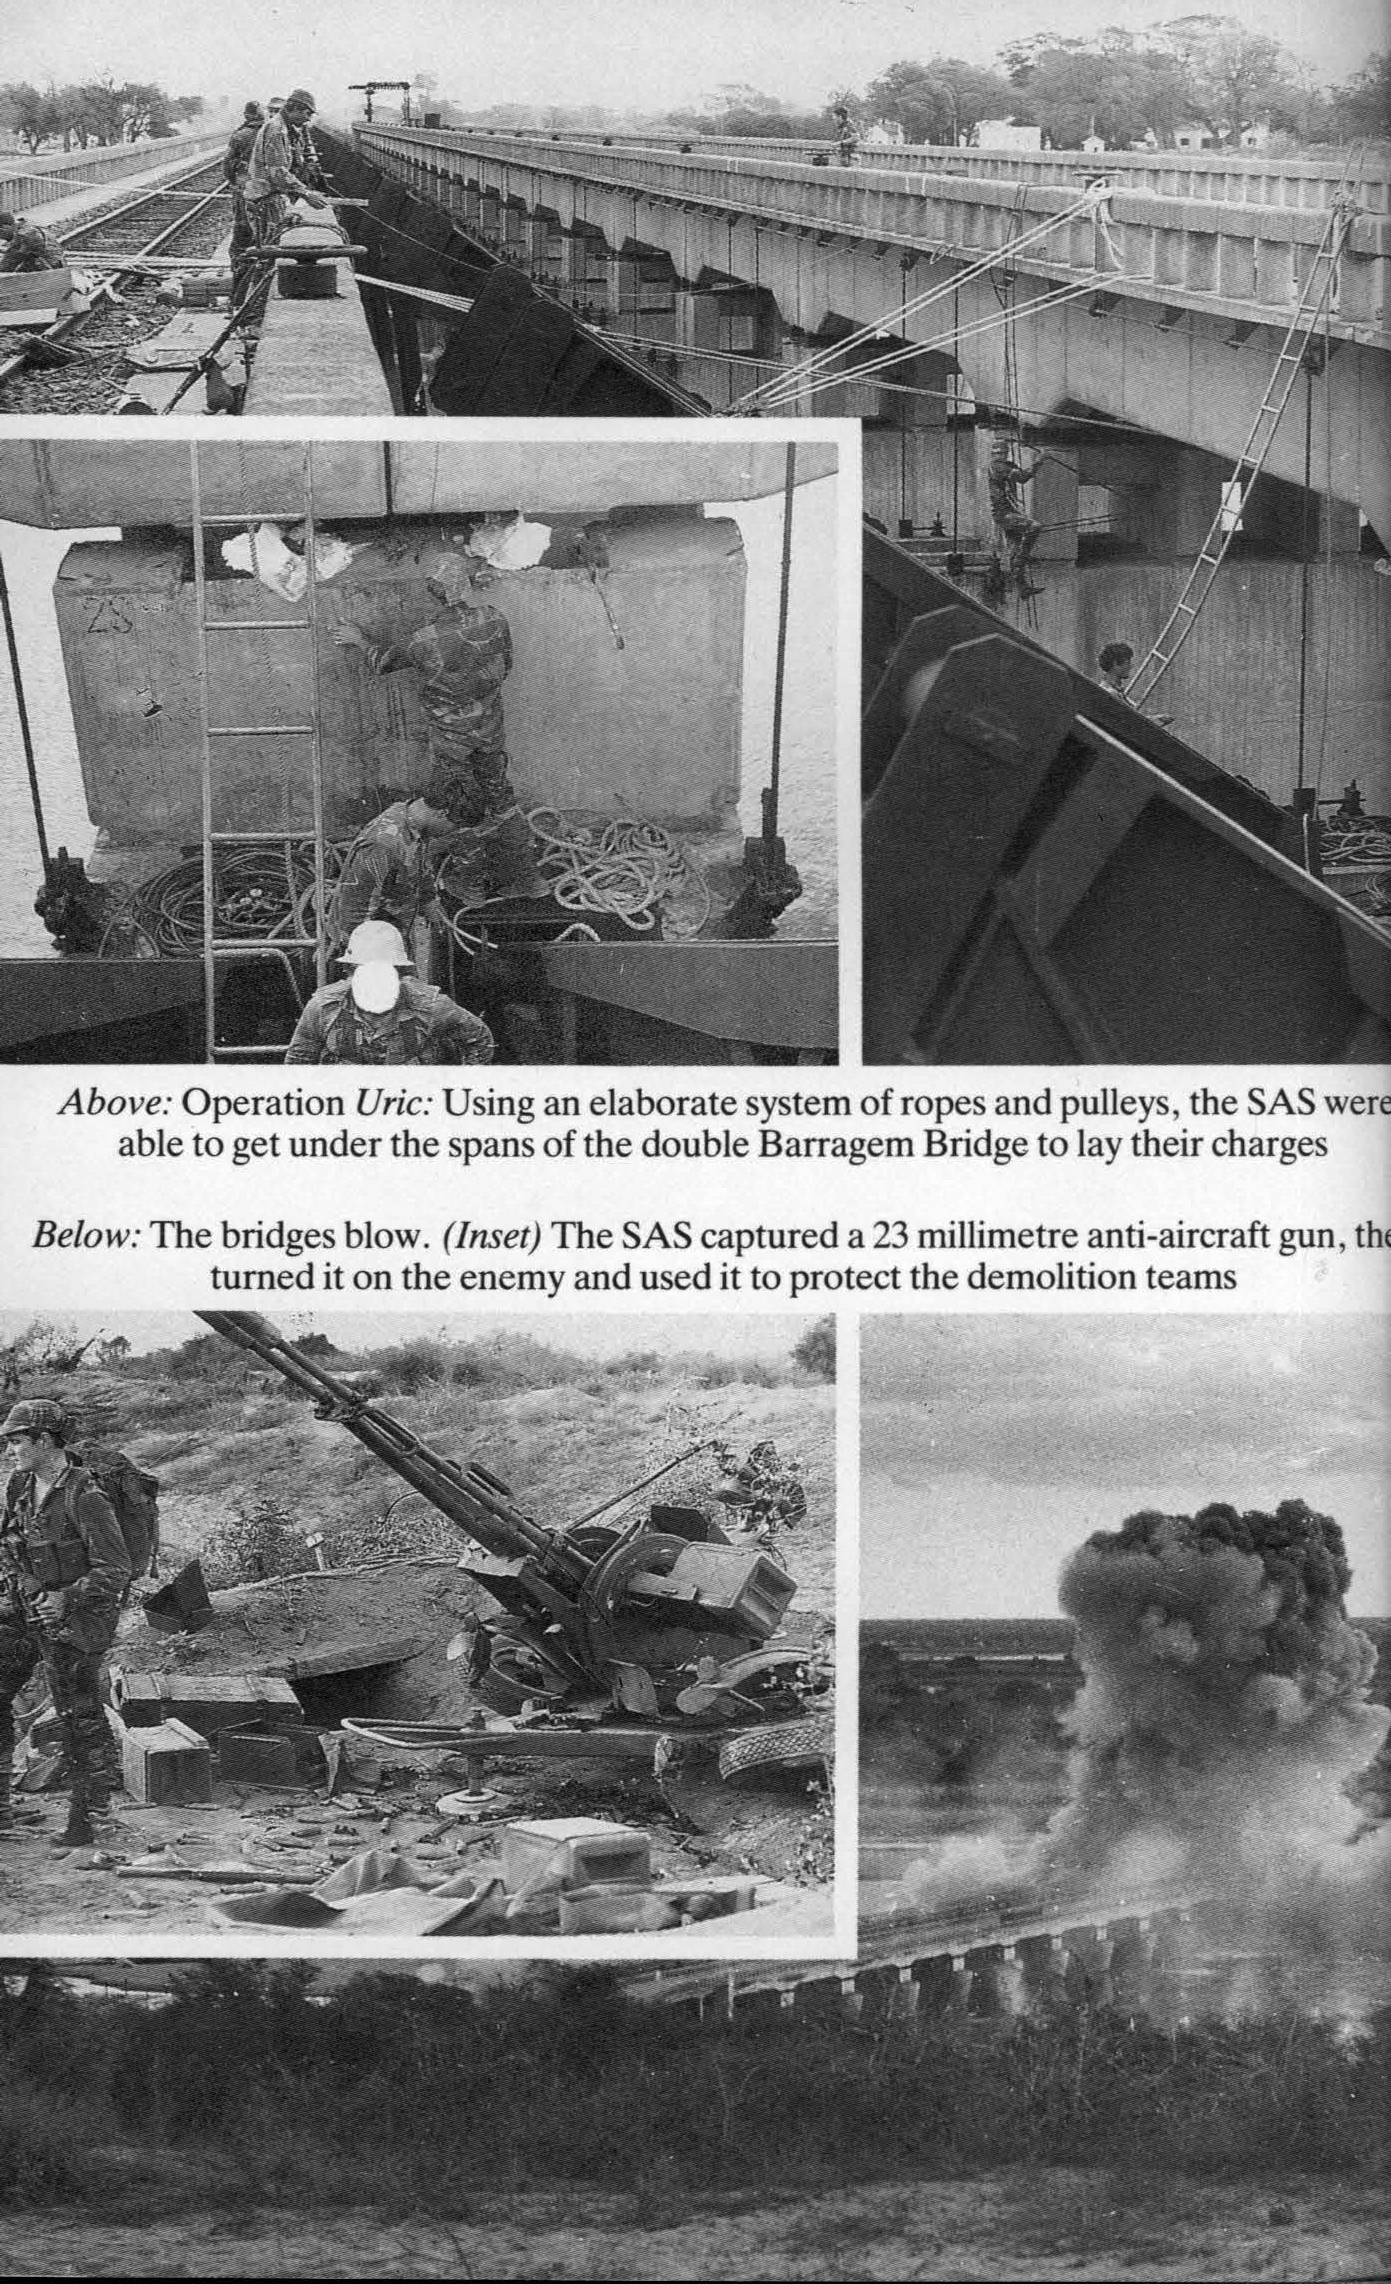 23
Above: Operation Uric: Using an elaborate system of ropes and pulleys, the SAS were
able to get under the spans of the double Barragem Bridge to lay their charges
Below: The bridges blow. (Inset) The SAS captured a 23 millimetre anti-aircraft gun, the
turned it on the enemy and used it to protect the demolition teams